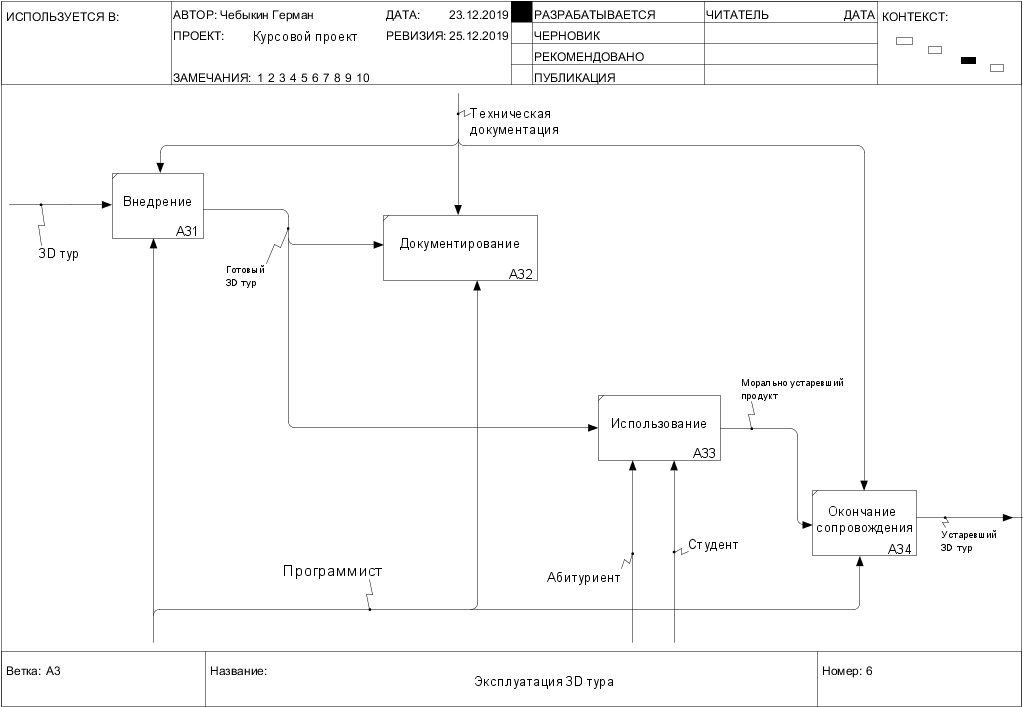 ИСПОЛЬЗУЕТСЯ В:
АВТОР: Чебыкин Герман
ДАТА: 23.12.2019
РАЗРАБАТЫВАЕТСЯ
ЧИТАТЕЛЬ
ДАТА
КОНТЕКСТ:
ПРОЕКТ: Курсовой проект
РЕВИЗИЯ: 25.12.2019
ЧЕРНОВИК
РЕКОМЕНДОВАНО
ЗАМЕЧАНИЯ: 1 2 3 4 5 6 7 8 9 10
ПУБЛИКАЦИЯ
Техническая
документация
Внедрение
A31
3D тур
Готовый
3D тур
Документирование
A32
Морально устаревший
продукт
Использование
A33
Окончание
сопровождения
A34
Устаревший
3D тур
Студент
Абитуриент
Программист
Ветка: A3
Название:
Эксплуатация 3D тура
Номер: 6